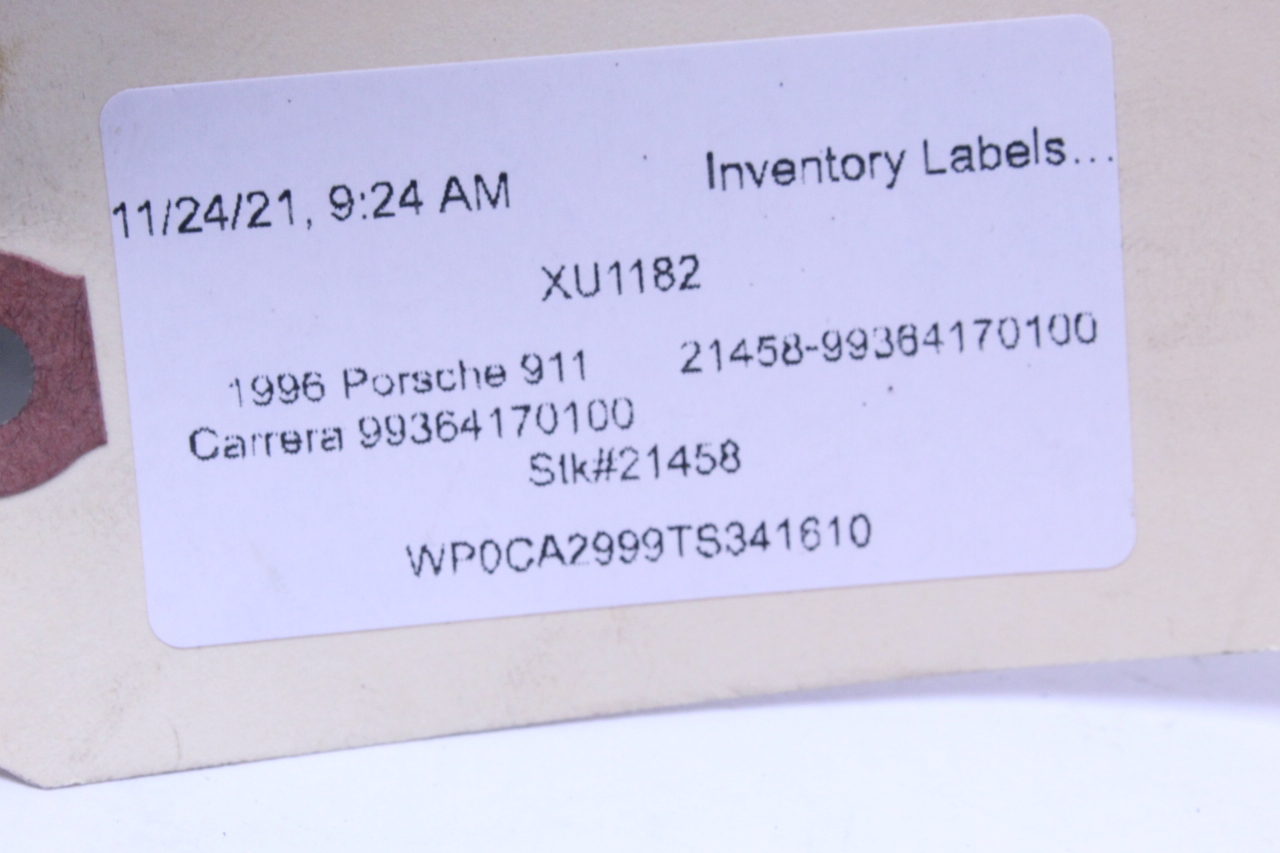 11/24/21, 9:24 AM Inventory Labels...
XU1182
1996 Porsche 911 21458-99364170100
Carrera 99364170100
Stk#21458
WP0CA2999TS341610